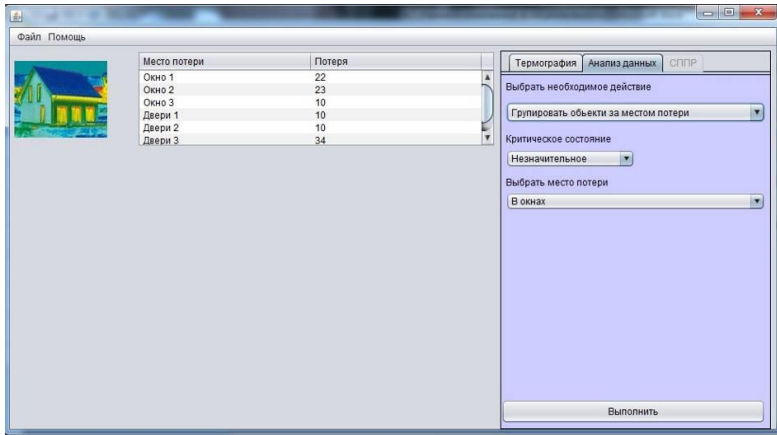 Файл Помощь
Место потери Потеря
Окно 1 22
Окно 2 23
Окно 3 10
Двери 1 10
Двери 2 10
Двери 3 34
Термография Анализ данных СППР
Выбрать необходимое действие
Групировать обьекти за местом потери
Критическое состояние
Незначительное
Выбрать место потери
В окнах
Выполнить